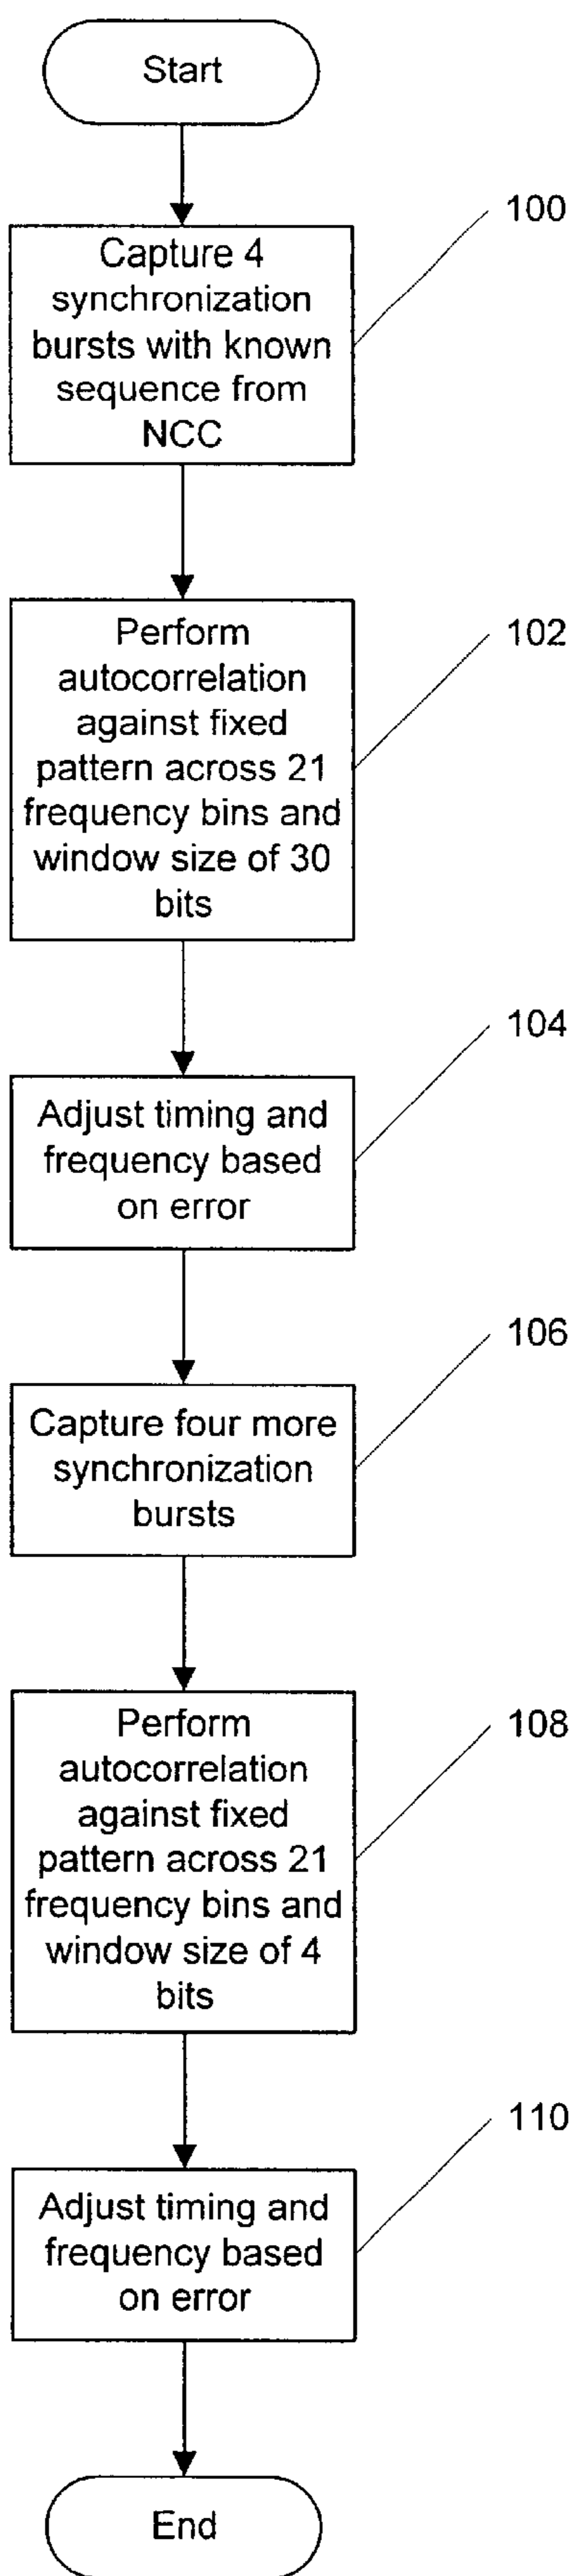 Start
100
Capture 4
synchronization
bursts with known
sequence from
NCC
102
Perform
autocorrelation
against fixed
pattern across 21
frequency bins and
window size of 30
bits
104
Adjust timing and
frequency based
on error
106
Capture four more
synchronization
bursts
108
Perform
autocorrelation
against fixed
pattern across 21
frequency bins and
window size of 4
bits
110
Adjust timing and
frequency based
on error
End